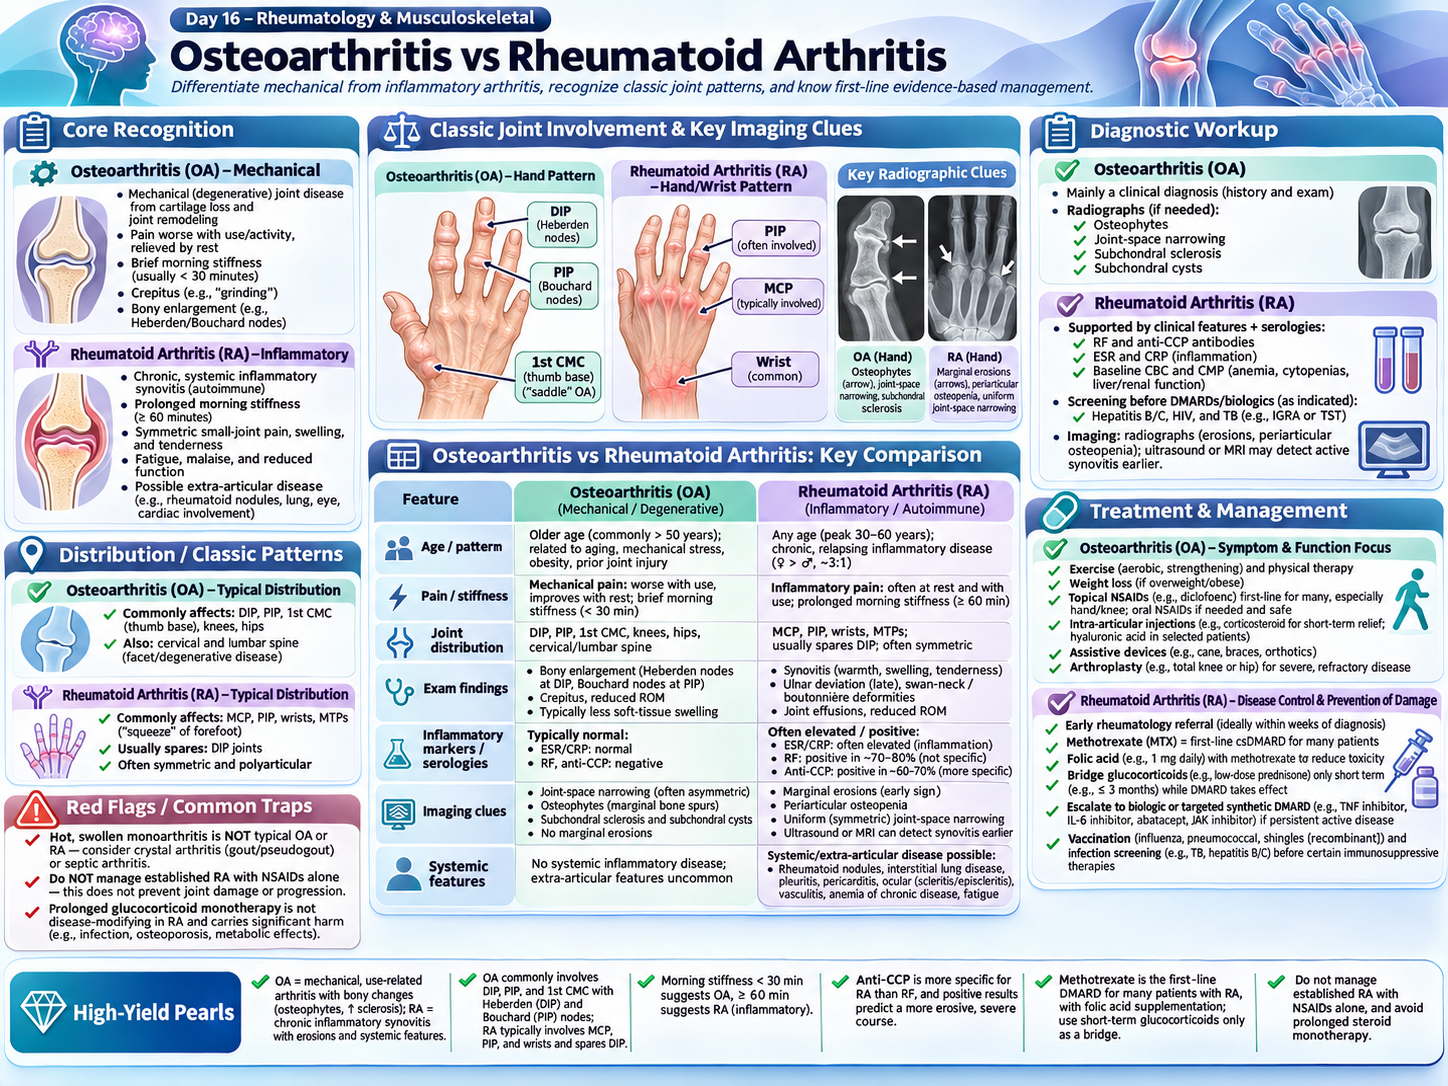 Day 16 – Rheumatology & Musculoskeletal
Osteoarthritis vs Rheumatoid Arthritis
Differentiate mechanical from inflammatory arthritis, recognize classic joint patterns, and know first-line evidence-based management.
Core Recognition
Osteoarthritis (OA) – Mechanical
• Mechanical (degenerative) joint disease
from cartilage loss and
joint remodeling
• Pain worse with use/activity,
relieved by rest
• Brief morning stiffness
(usually < 30 minutes)
• Crepitus (e.g., “grinding”)
• Bony enlargement (e.g.,
Heberden/Bouchard nodes)
Rheumatoid Arthritis (RA) – Inflammatory
• Chronic, systemic inflammatory
synovitis (autoimmune)
• Prolonged morning stiffness
(≥ 60 minutes)
• Symmetric small-joint pain, swelling,
and tenderness
• Fatigue, malaise, and reduced
function
• Possible extra-articular disease
(e.g., rheumatoid nodules, lung, eye,
cardiac involvement)
Distribution / Classic Patterns
Osteoarthritis (OA) – Typical Distribution
Commonly affects: DIP, PIP, 1st CMC
(thumb base), knees, hips
Also: cervical and lumbar spine
(facet/degenerative disease)
Rheumatoid Arthritis (RA) – Typical Distribution
Commonly affects: MCP, PIP, wrists, MTPs
(“squeeze” of forefoot)
Usually spares: DIP joints
Often symmetric and polyarticular
Red Flags / Common Traps
Hot, swollen monoarthritis is NOT typical OA or
RA — consider crystal arthritis (gout/pseudogout)
or septic arthritis.
Do NOT manage established RA with NSAIDs alone
— this does not prevent joint damage or progression.
Prolonged glucocorticoid monotherapy is not
disease-modifying in RA and carries significant harm
(e.g., infection, osteoporosis, metabolic effects).
Classic Joint Involvement & Key Imaging Clues
Osteoarthritis (OA) – Hand Pattern
DIP
(Heberden
nodes)
PIP
(Bouchard
nodes)
1st CMC
(thumb base)
(“saddle” OA)
Rheumatoid Arthritis (RA)
– Hand/Wrist Pattern
PIP
(often involved)
MCP
(typically involved)
Wrist
(common)
Key Radiographic Clues
OA (Hand)
Osteophytes
(arrow), joint-space
narrowing, subchondral
sclerosis
RA (Hand)
Marginal erosions
(arrows), periarticular
osteopenia, uniform
joint-space narrowing
Osteoarthritis vs Rheumatoid Arthritis: Key Comparison
Feature
Osteoarthritis (OA)
(Mechanical / Degenerative)
Rheumatoid Arthritis (RA)
(Inflammatory / Autoimmune)
Age / pattern
Older age (commonly > 50 years);
related to aging, mechanical stress,
obesity, prior joint injury
Any age (peak 30–60 years);
chronic, relapsing inflammatory disease
(♀ > ♂, ~3:1)
Pain / stiffness
Mechanical pain: worse with use,
improves with rest; brief morning
stiffness (< 30 min)
Inflammatory pain: often at rest and with
use; prolonged morning stiffness (≥ 60 min)
Joint
distribution
DIP, PIP, 1st CMC, knees, hips,
cervical/lumbar spine
MCP, PIP, wrists, MTPs;
usually spares DIP; often symmetric
Exam findings
• Bony enlargement (Heberden nodes
at DIP, Bouchard nodes at PIP)
• Crepitus, reduced ROM
• Typically less soft-tissue swelling
• Synovitis (warmth, swelling, tenderness)
• Ulnar deviation (late), swan-neck /
boutonnière deformities
• Joint effusions, reduced ROM
Inflammatory
markers /
serologies
Typically normal:
• ESR/CRP: normal
• RF, anti-CCP: negative
Often elevated / positive:
• ESR/CRP: often elevated (inflammation)
• RF: positive in ~70–80% (not specific)
• Anti-CCP: positive in ~60–70% (more specific)
Imaging clues
• Joint-space narrowing (often asymmetric)
• Osteophytes (marginal bone spurs)
• Subchondral sclerosis and subchondral cysts
• No marginal erosions
• Marginal erosions (early sign)
• Periarticular osteopenia
• Uniform (symmetric) joint-space narrowing
• Ultrasound or MRI can detect synovitis earlier
Systemic
features
No systemic inflammatory disease;
extra-articular features uncommon
Systemic/extra-articular disease possible:
• Rheumatoid nodules, interstitial lung disease,
pleuritis, pericarditis, ocular (scleritis/episcleritis),
vasculitis, anemia of chronic disease, fatigue
Diagnostic Workup
Osteoarthritis (OA)
• Mainly a clinical diagnosis (history and exam)
• Radiographs (if needed):
Osteophytes
Joint-space narrowing
Subchondral sclerosis
Subchondral cysts
Rheumatoid Arthritis (RA)
• Supported by clinical features + serologies:
RF and anti-CCP antibodies
ESR and CRP (inflammation)
Baseline CBC and CMP (anemia, cytopenias,
liver/renal function)
• Screening before DMARDs/biologics (as indicated):
Hepatitis B/C, HIV, and TB (e.g., IGRA or TST)
• Imaging: radiographs (erosions, periarticular
osteopenia); ultrasound or MRI may detect active
synovitis earlier.
Treatment & Management
Osteoarthritis (OA) – Symptom & Function Focus
Exercise (aerobic, strengthening) and physical therapy
Weight loss (if overweight/obese)
Topical NSAIDs (e.g., diclofoenc) first-line for many, especially
hand/knee; oral NSAIDs if needed and safe
Intra-articular injections (e.g., corticosteroid for short-term relief;
hyaluronic acid in selected patients)
Assistive devices (e.g., cane, braces, orthotics)
Arthroplasty (e.g., total knee or hip) for severe, refractory disease
Rheumatoid Arthritis (RA) – Disease Control & Prevention of Damage
Early rheumatology referral (ideally within weeks of diagnosis)
Methotrexate (MTX) = first-line csDMARD for many patients
Folic acid (e.g., 1 mg daily) with methotrexate to reduce toxicity
Bridge glucocorticoids (e.g., low-dose prednisone) only short term
(e.g., ≤ 3 months) while DMARD takes effect
Escalate to biologic or targeted synthetic DMARD (e.g., TNF inhibitor,
IL-6 inhibitor, abatacept, JAK inhibitor) if persistent active disease
Vaccination (influenza, pneumococcal, shingles (recombinant)) and
infection screening (e.g., TB, hepatitis B/C) before certain immunosuppressive
therapies
High-Yield Pearls
OA = mechanical, use-related
arthritis with bony changes
(osteophytes, ↑ sclerosis); RA =
chronic inflammatory synovitis
with erosions and systemic features.
OA commonly involves
DIP, PIP, and 1st CMC with
Heberden (DIP) and
Bouchard (PIP) nodes;
RA typically involves MCP,
PIP, and wrists and spares DIP.
Morning stiffness < 30 min
suggests OA, ≥ 60 min
suggests RA (inflammatory).
Anti-CCP is more specific for
RA than RF, and positive results
predict a more erosive, severe
course.
Methotrexate is the first-line
DMARD for many patients with RA,
with folic acid supplementation;
use short-term glucocorticoids only
as a bridge.
Do not manage
established RA with
NSAIDs alone, and avoid
prolonged steroid
monotherapy.